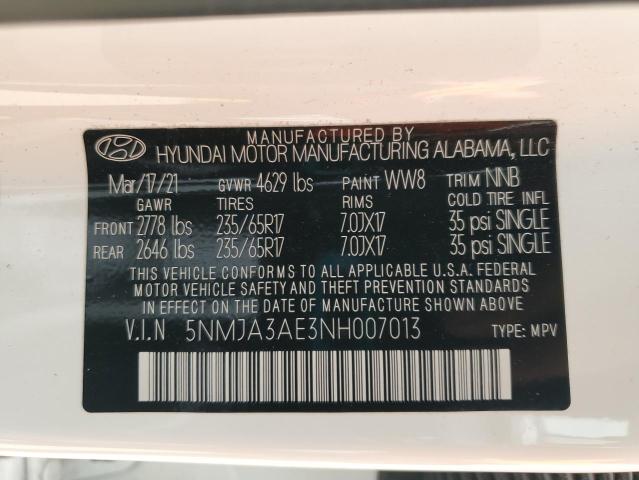 MANUFACTURED BY
HYUNDAI MOTOR MANUFACTURING ALABAMA, LLC
Mar/17/21 GVWR 4629 lbs PAINT WW8 TRIM NNB
GAWR TIRES RIMS COLD TIRE INFL
FRONT 2778 lbs 235/65R17 7.0JX17 35 psi SINGLE
REAR 2646 lbs 235/65R17 7.0JX17 35 psi SINGLE
THIS VEHICLE CONFORMS TO ALL APPLICABLE U.S.A. FEDERAL
MOTOR VEHICLE SAFETY AND THEFT PREVENTION STANDARDS
IN EFFECT ON THE DATE OF MANUFACTURE SHOWN ABOVE.
V.I.N 5NMJA3AE3NH007013 TYPE: MPV